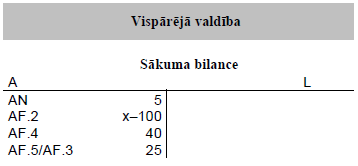 Vispārējā valdība
Sākuma bilance
A L
AN 5
AF.2 x–100
AF.4 40
AF.5/AF.3 25